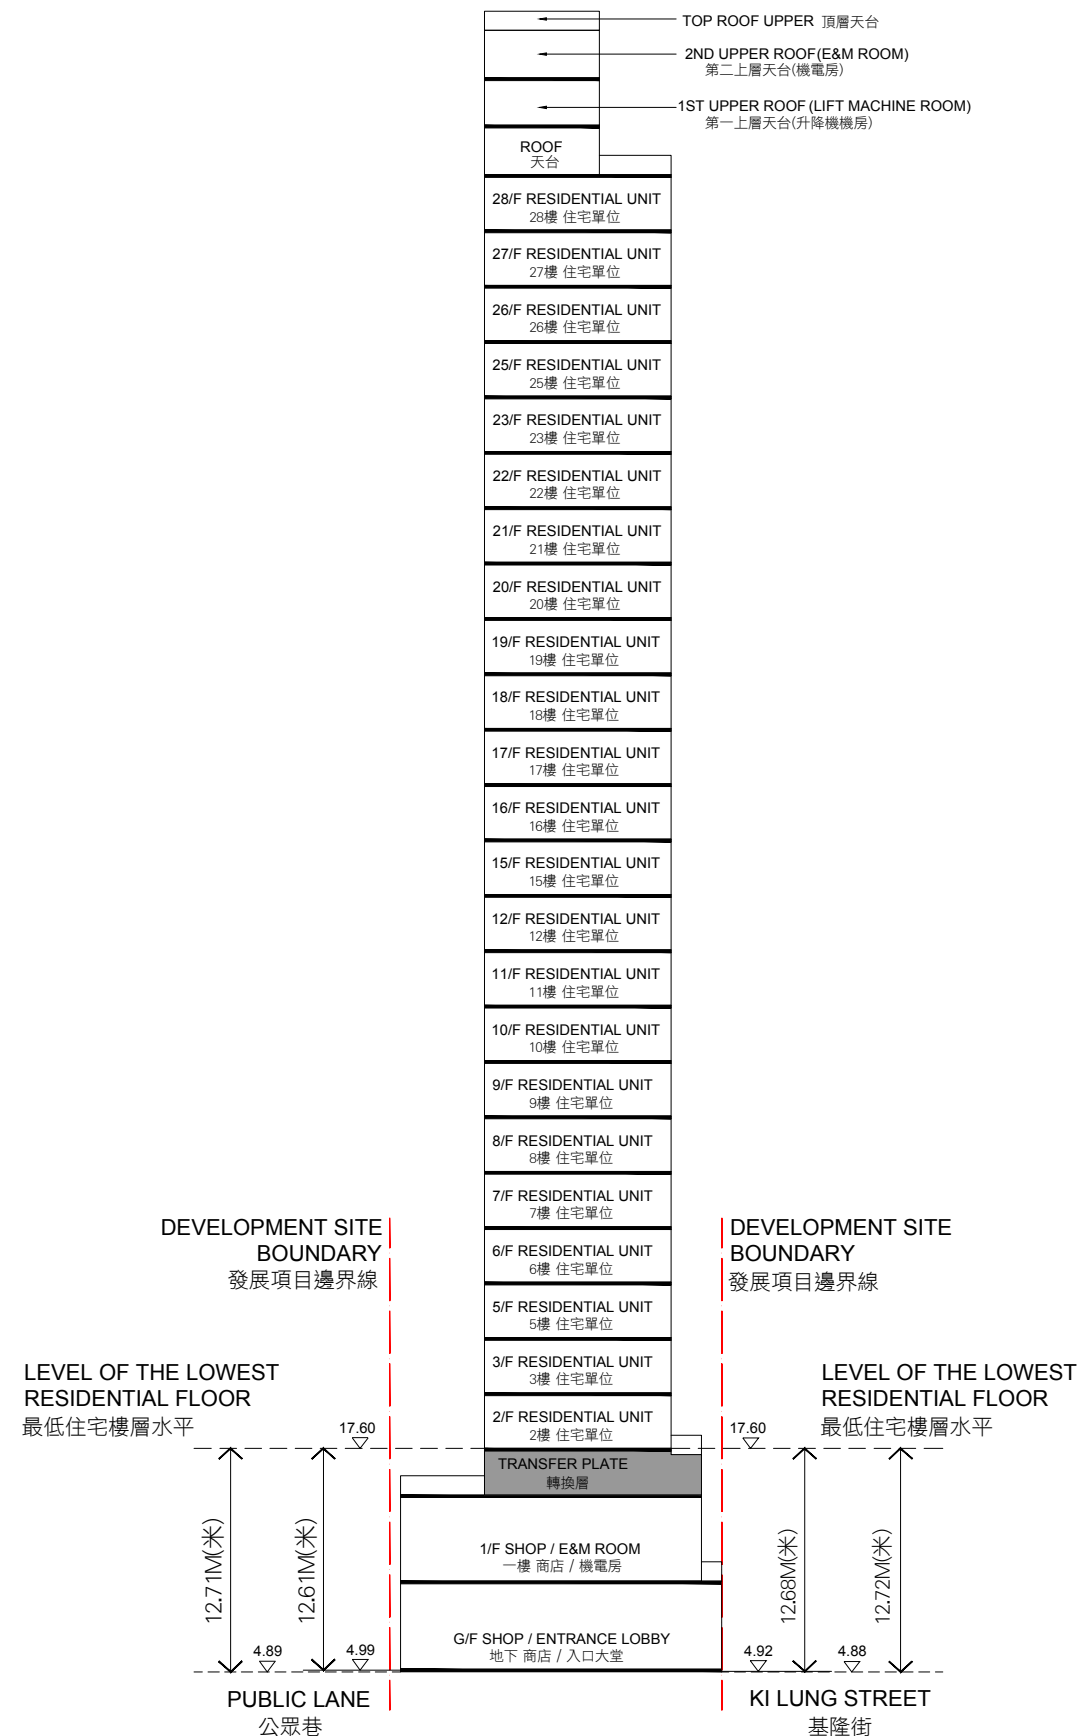 TOP ROOF UPPER 頂層天台
2ND UPPER ROOF(E&M ROOM)
第二上層天台(機電房)
1ST UPPER ROOF (LIFT MACHINE ROOM)
第一上層天台(升降機機房)
ROOF
天台
28/F RESIDENTIAL UNIT
28樓 住宅單位
27/F RESIDENTIAL UNIT
27樓 住宅單位
26/F RESIDENTIAL UNIT
26樓 住宅單位
25/F RESIDENTIAL UNIT
25樓 住宅單位
23/F RESIDENTIAL UNIT
23樓 住宅單位
22/F RESIDENTIAL UNIT
22樓 住宅單位
21/F RESIDENTIAL UNIT
21樓 住宅單位
20/F RESIDENTIAL UNIT
20樓 住宅單位
19/F RESIDENTIAL UNIT
19樓 住宅單位
18/F RESIDENTIAL UNIT
18樓 住宅單位
17/F RESIDENTIAL UNIT
17樓 住宅單位
16/F RESIDENTIAL UNIT
16樓 住宅單位
15/F RESIDENTIAL UNIT
15樓 住宅單位
12/F RESIDENTIAL UNIT
12樓 住宅單位
11/F RESIDENTIAL UNIT
11樓 住宅單位
10/F RESIDENTIAL UNIT
10樓 住宅單位
9/F RESIDENTIAL UNIT
9樓 住宅單位
8/F RESIDENTIAL UNIT
8樓 住宅單位
7/F RESIDENTIAL UNIT
7樓 住宅單位
6/F RESIDENTIAL UNIT
6樓 住宅單位
5/F RESIDENTIAL UNIT
5樓 住宅單位
3/F RESIDENTIAL UNIT
3樓 住宅單位
2/F RESIDENTIAL UNIT
2樓 住宅單位
TRANSFER PLATE
轉換層
1/F SHOP / E&M ROOM
一樓 商店 / 機電房
G/F SHOP / ENTRANCE LOBBY
地下 商店 / 入口大堂
DEVELOPMENT SITE
BOUNDARY
發展項目邊界線
LEVEL OF THE LOWEST
RESIDENTIAL FLOOR
最低住宅樓層水平
17.60
12.71M(米)
12.61M(米)
4.89
4.99
PUBLIC LANE
公眾巷
DEVELOPMENT SITE
BOUNDARY
發展項目邊界線
LEVEL OF THE LOWEST
RESIDENTIAL FLOOR
最低住宅樓層水平
17.60
12.68M(米)
12.72M(米)
4.92
4.88
KI LUNG STREET
基隆街